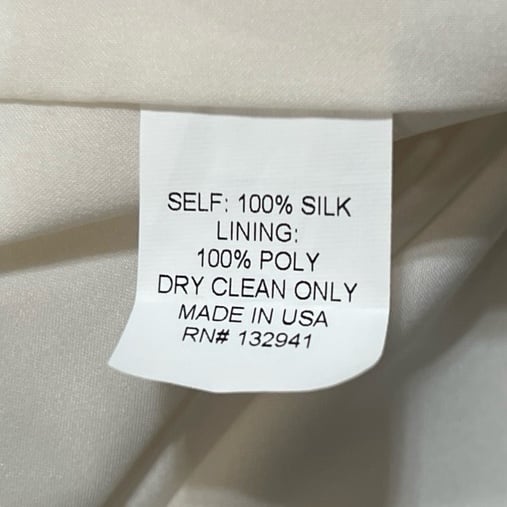 SELF: 100% SILK
LINING:
100% POLY
DRY CLEAN ONLY
MADE IN USA
RN# 132941